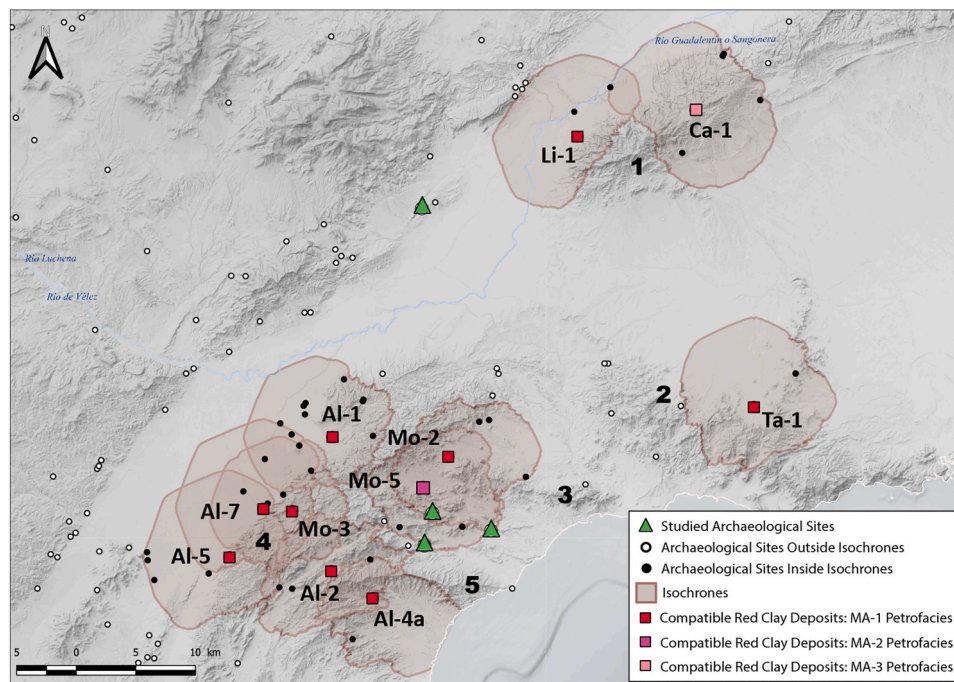 N
Río Guadalentín o Sangonera
Ca-1
Li-1
1
Río Luchena
Río de Vélez
2
Al-1
Ta-1
Mo-2
Mo-5
3
Al-7
Mo-3
4
Al-5
Al-2
5
Al-4a
Studied Archaeological Sites
Archaeological Sites Outside Isochrones
Archaeological Sites Inside Isochrones
Isochrones
Compatible Red Clay Deposits: MA-1 Petrofacies
Compatible Red Clay Deposits: MA-2 Petrofacies
Compatible Red Clay Deposits: MA-3 Petrofacies
5 0 5 10 km